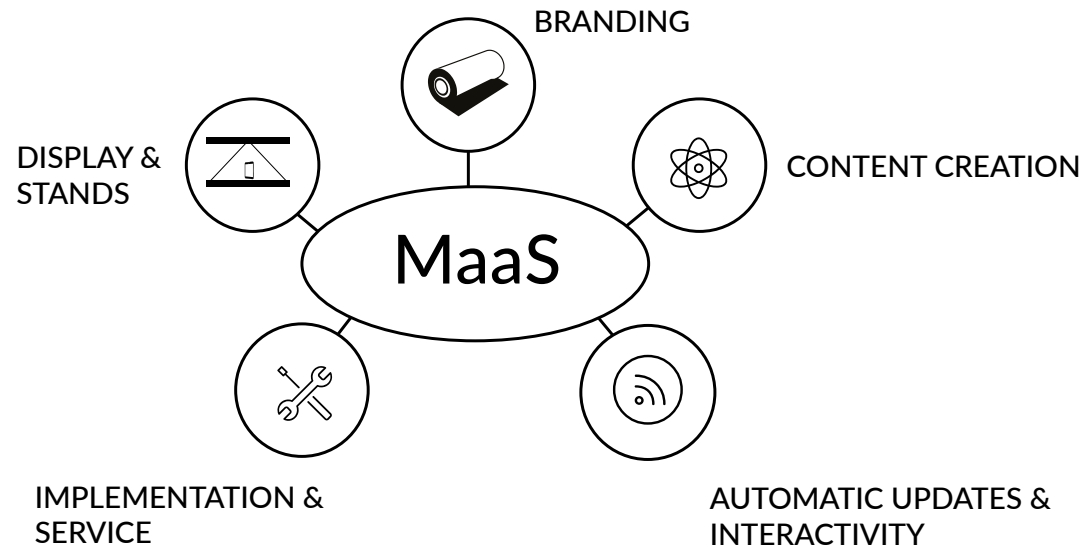 BRANDING
DISPLAY &
STANDS
CONTENT CREATION
MaaS
IMPLEMENTATION &
SERVICE
AUTOMATIC UPDATES &
INTERACTIVITY